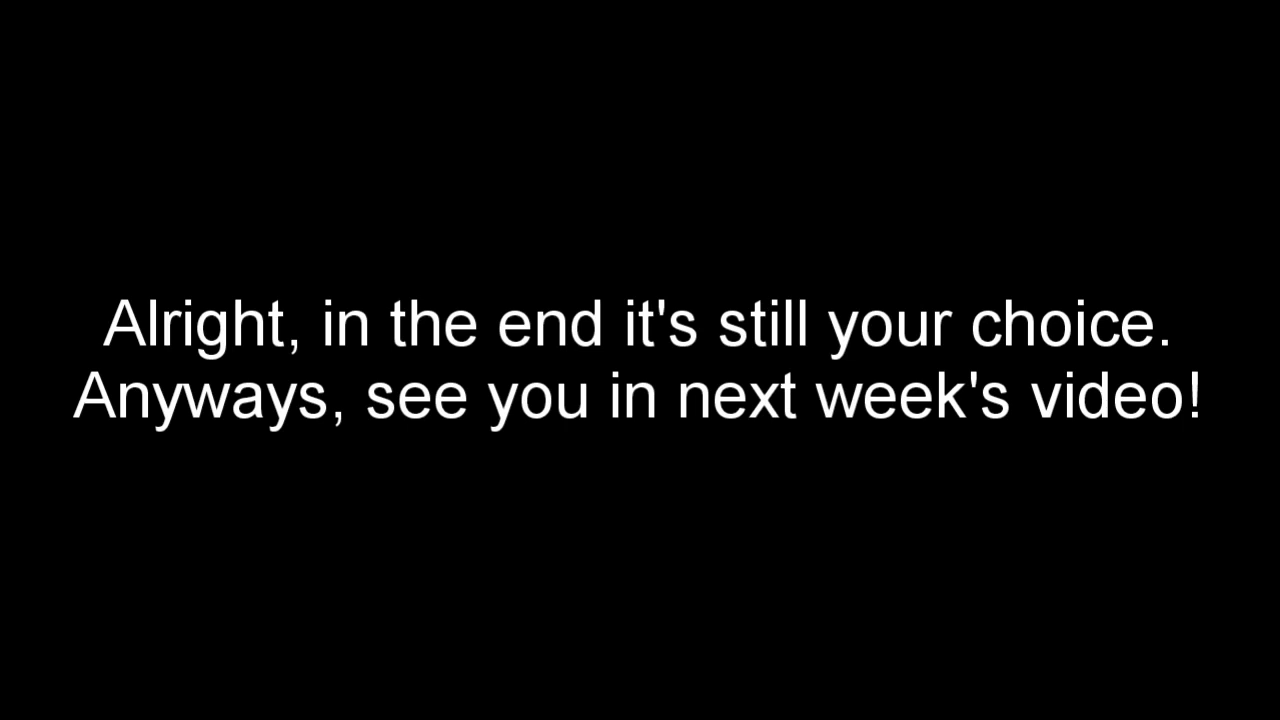 Alright, in the end it's still your choice.
Anyways, see you in next week's video!